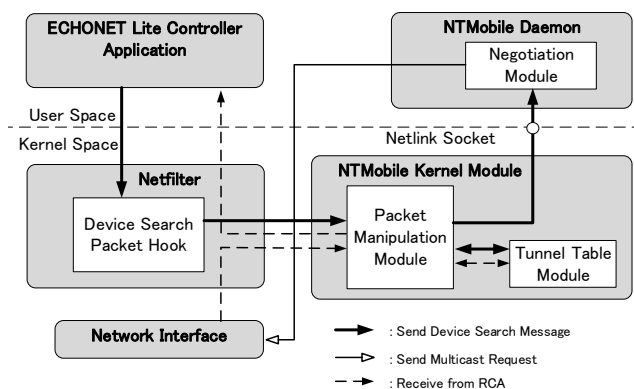 ECHONET Lite Controller
Application
NTMobile Daemon
Negotiation
Module
User Space
Kernel Space
Netlink Socket
Netfilter
Device Search
Packet Hook
NTMobile Kernel Module
Packet
Manipulation
Module
Tunnel Table
Module
Network Interface
: Send Device Search Message
: Send Multicast Request
: Receive from RCA